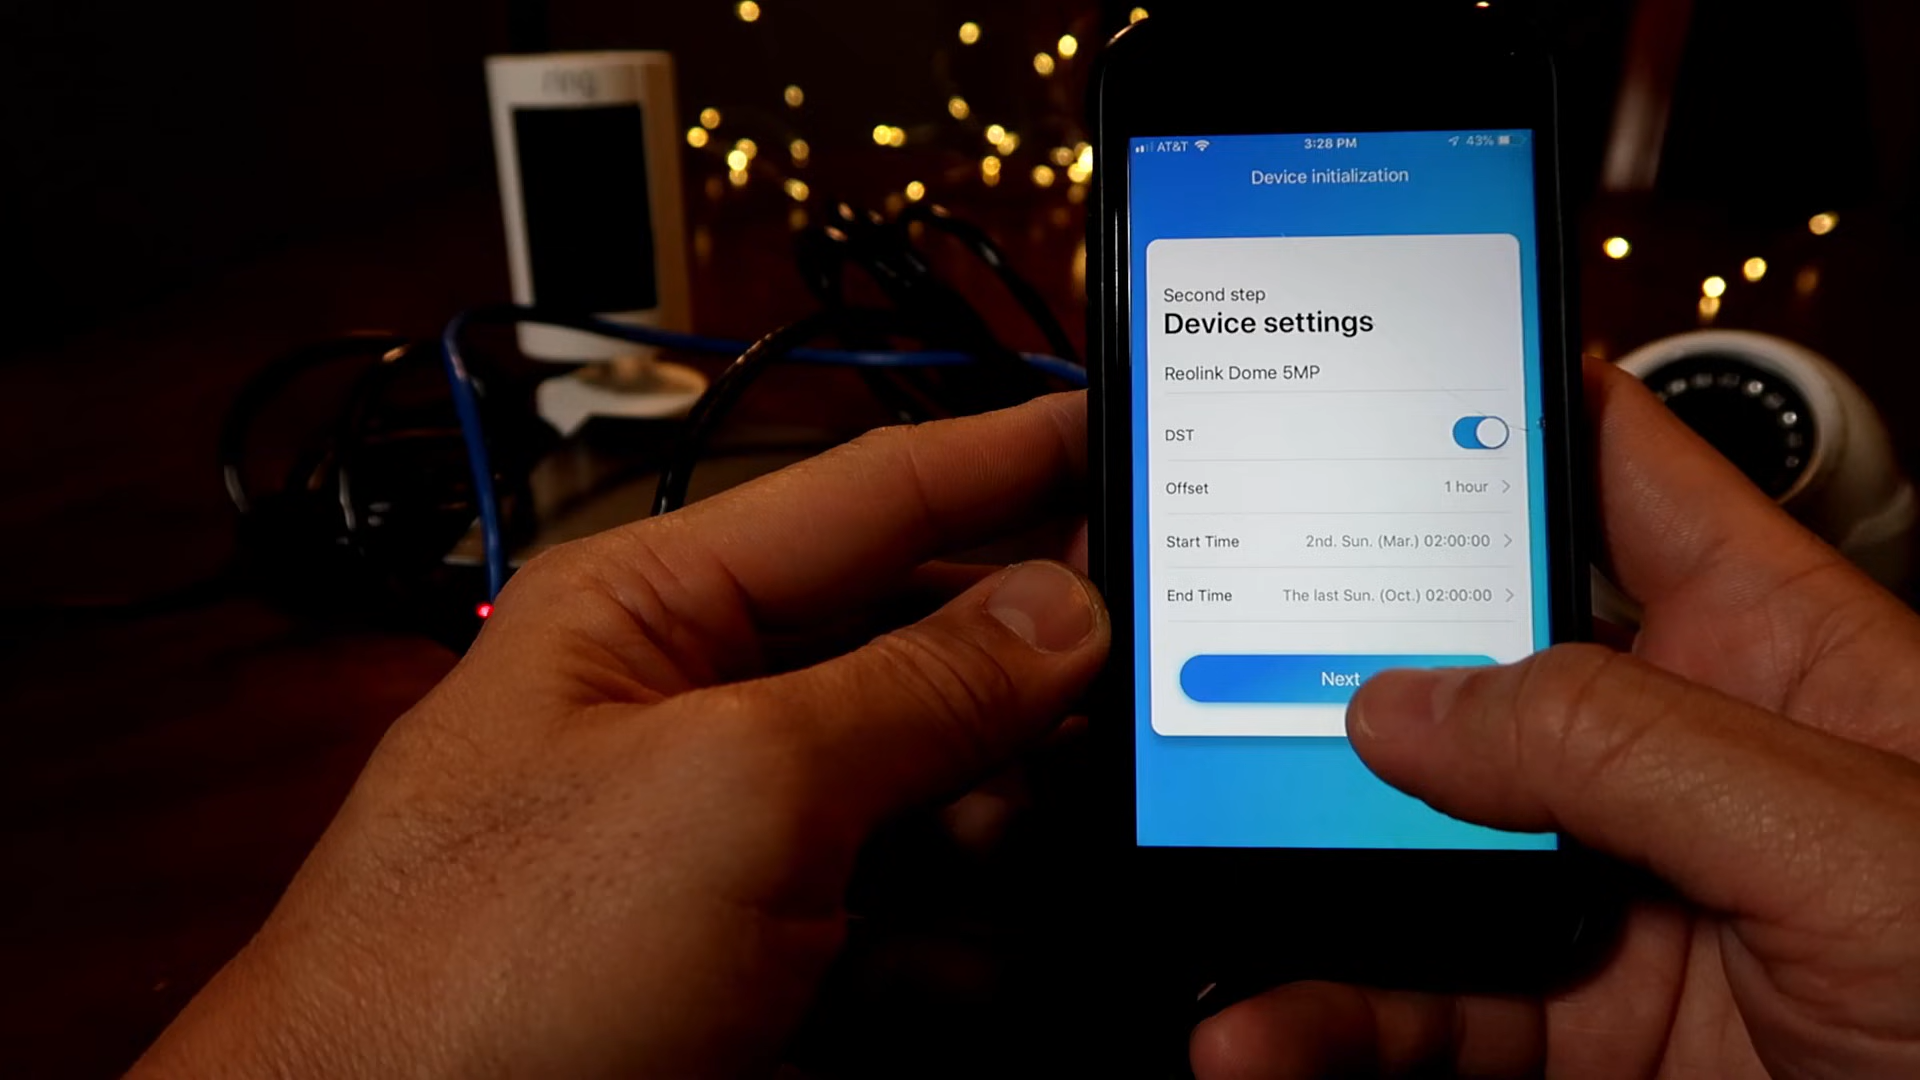 ring
AT&T 3:28 PM 43%
Device initialization
Second step
Device settings
Reolink Dome 5MP
DST
Offset 1 hour
Start Time 2nd. Sun. (Mar.) 02:00:00
End Time The last Sun. (Oct.) 02:00:00
Next